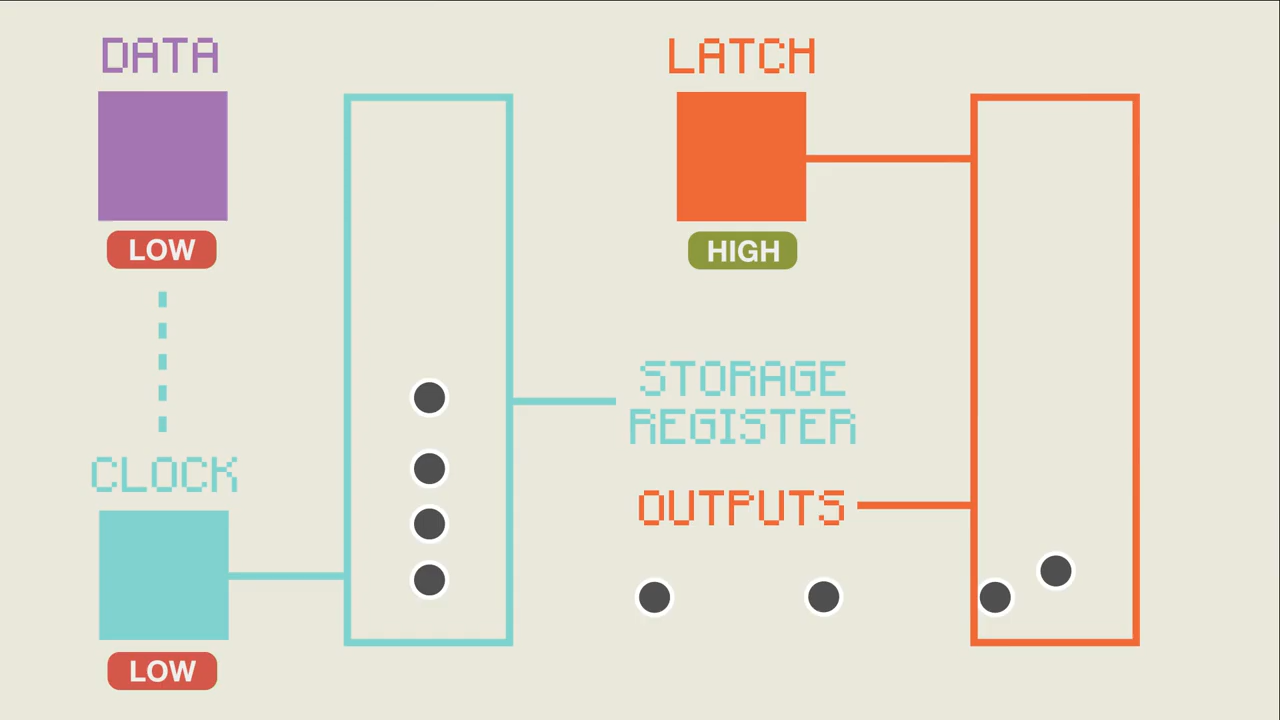 DATA
LOW
CLOCK
LOW
LATCH
HIGH
STORAGE
REGISTER
OUTPUTS